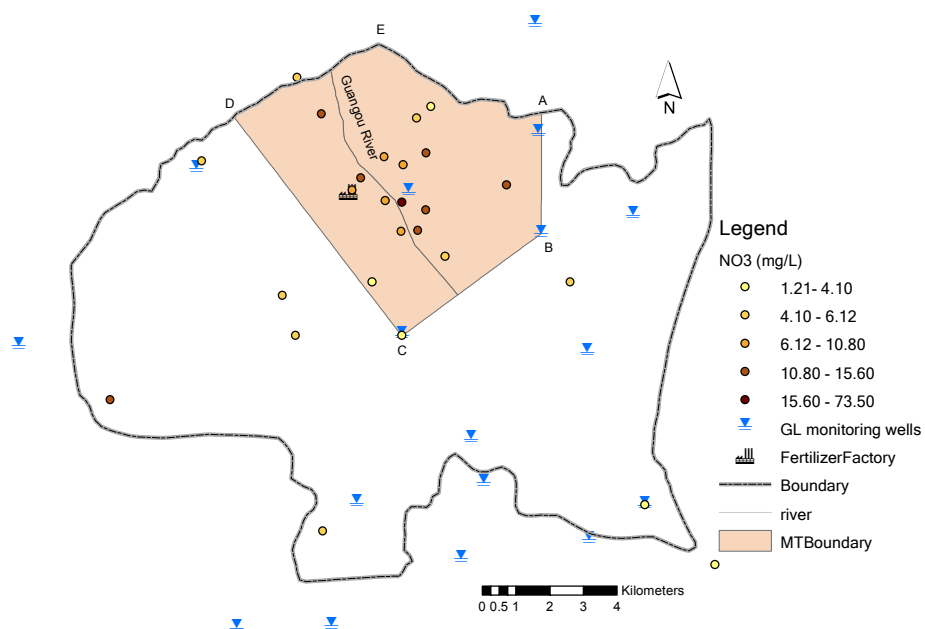 E
D
A
Guangou River
N
B
C
Legend
NO3 (mg/L)
1.21- 4.10
4.10 - 6.12
6.12 - 10.80
10.80 - 15.60
15.60 - 73.50
GL monitoring wells
FertilizerFactory
Boundary
river
MTBoundary
Kilometers
0 0.5 1 2 3 4